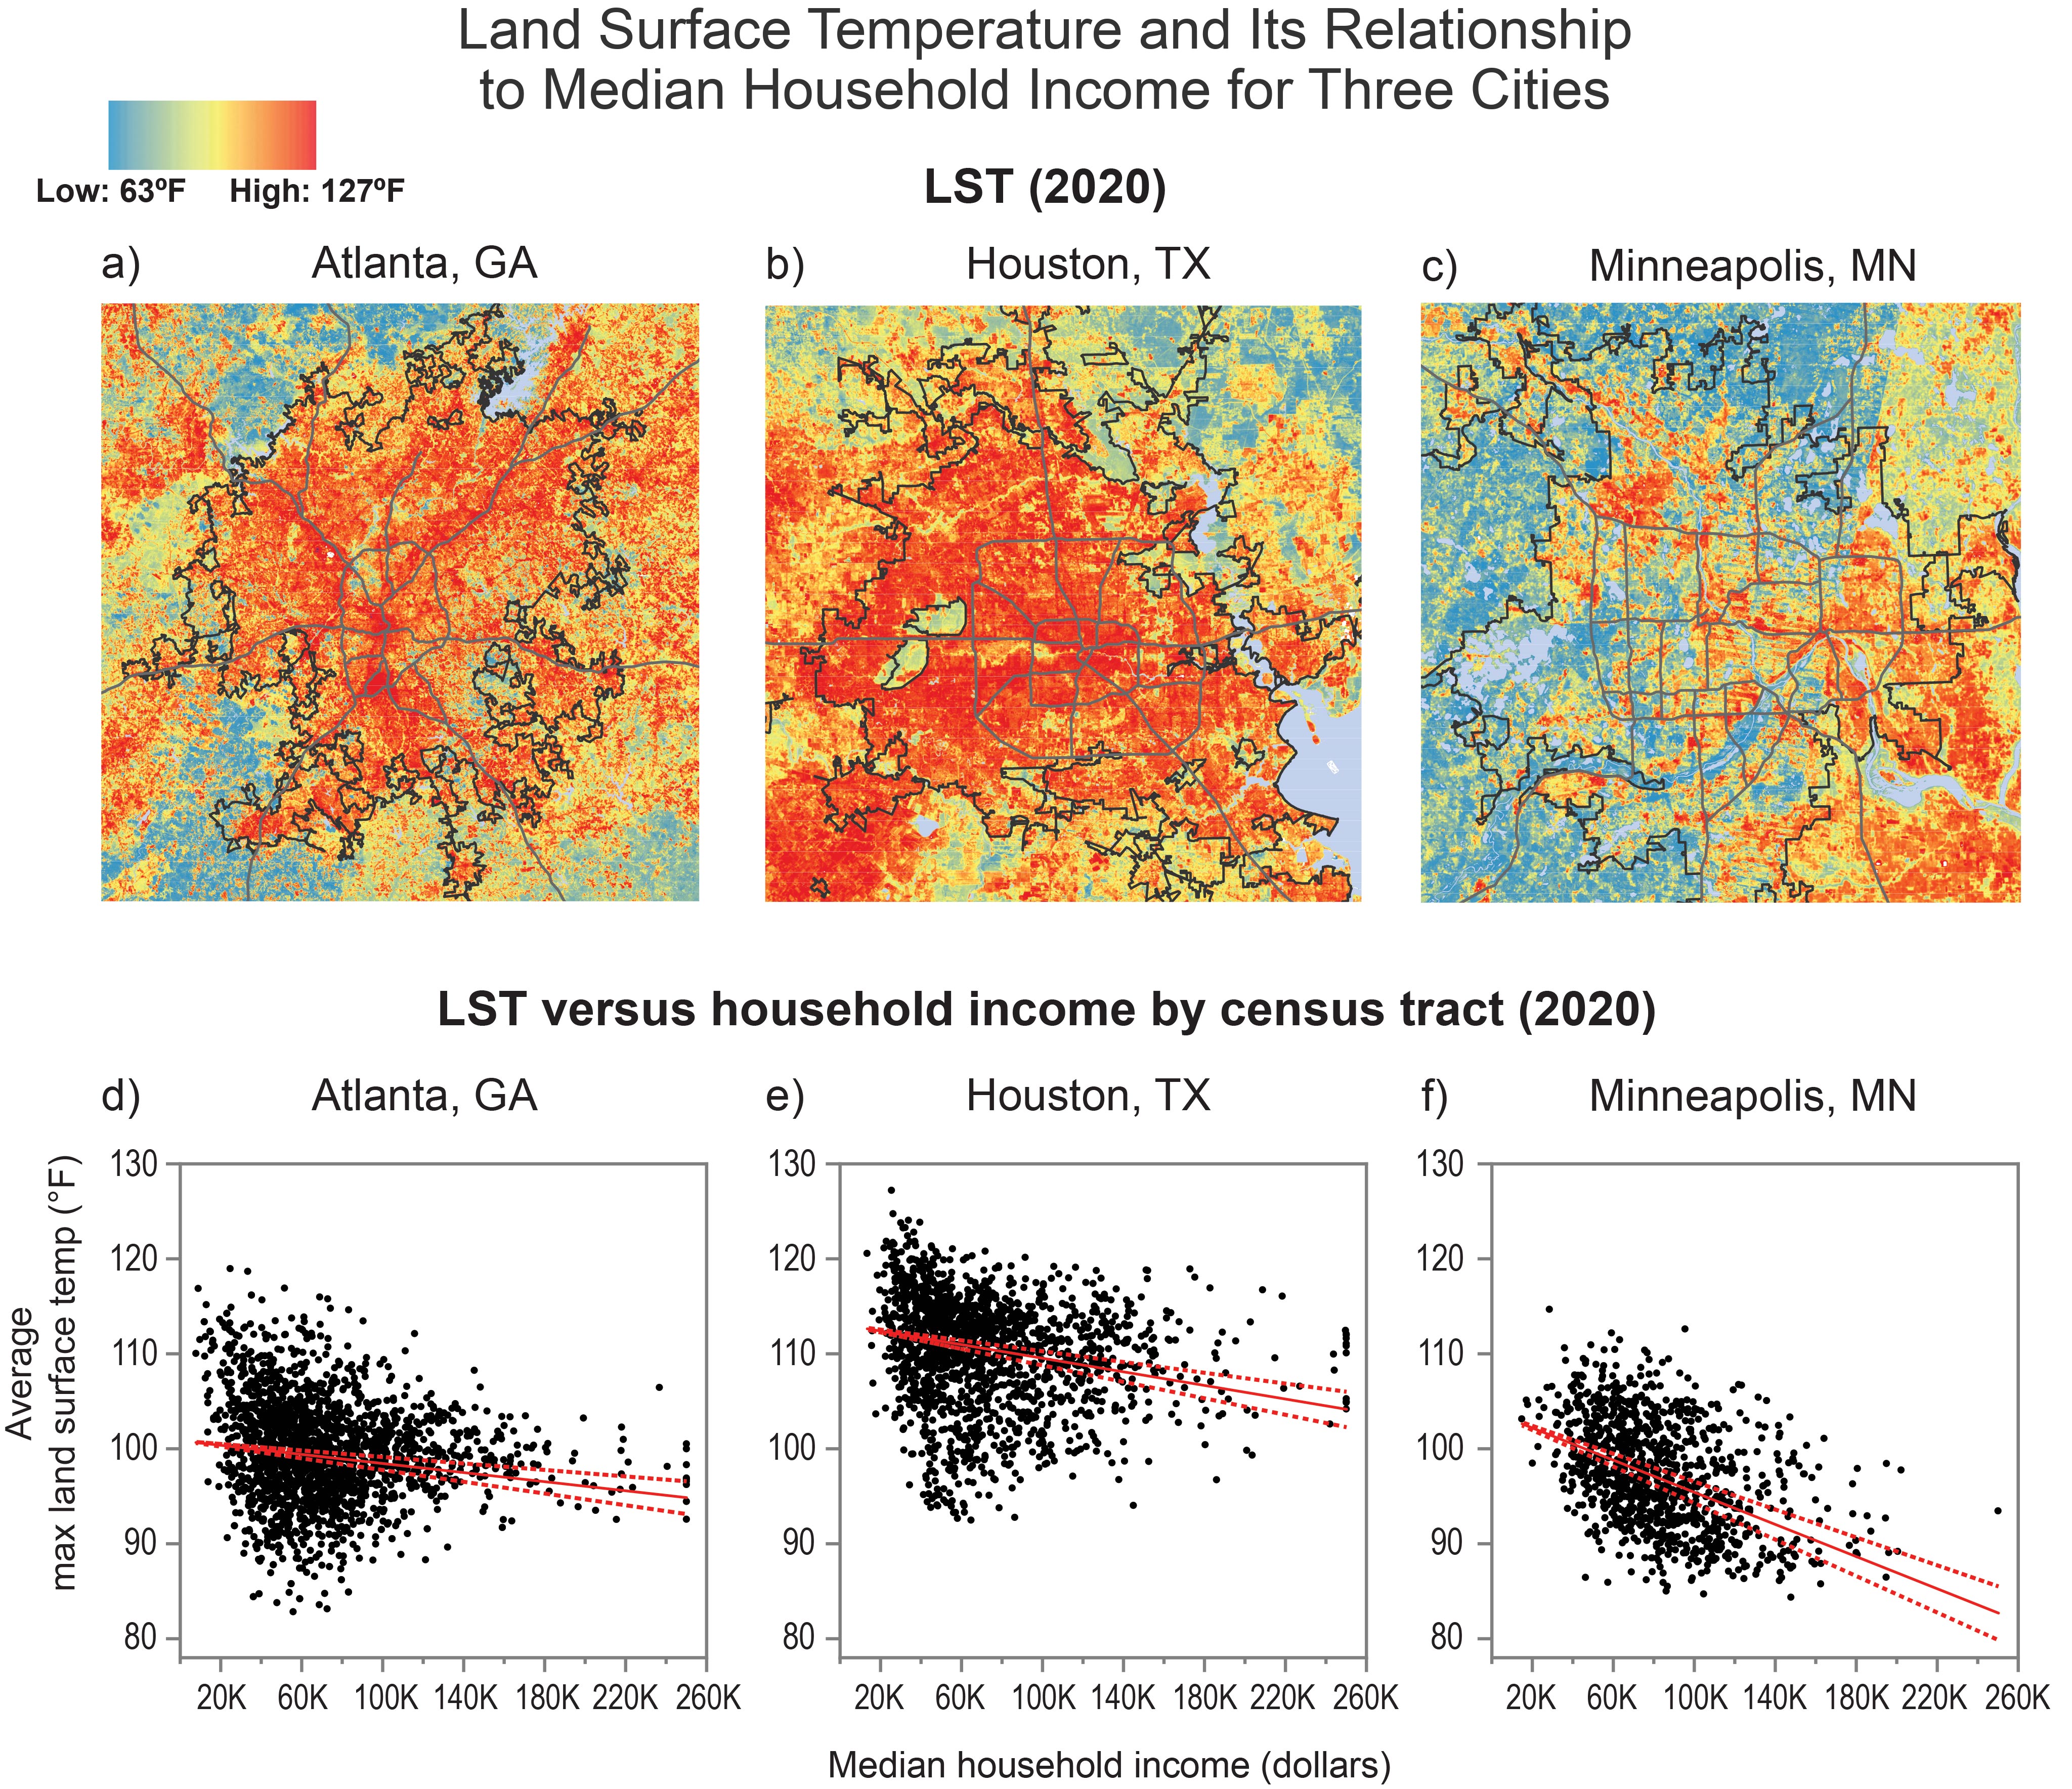 Land Surface Temperature and Its Relationship
to Median Household Income for Three Cities
Low: 63ºF High: 127ºF
LST (2020)
a) Atlanta, GA
b) Houston, TX
c) Minneapolis, MN
LST versus household income by census tract (2020)
d) Atlanta, GA
e) Houston, TX
f) Minneapolis, MN
Average
max land surface temp (°F)
130
120
110
100
90
80
20K 60K 100K 140K 180K 220K 260K
130
120
110
100
90
80
20K 60K 100K 140K 180K 220K 260K
130
120
110
100
90
80
20K 60K 100K 140K 180K 220K 260K
Median household income (dollars)